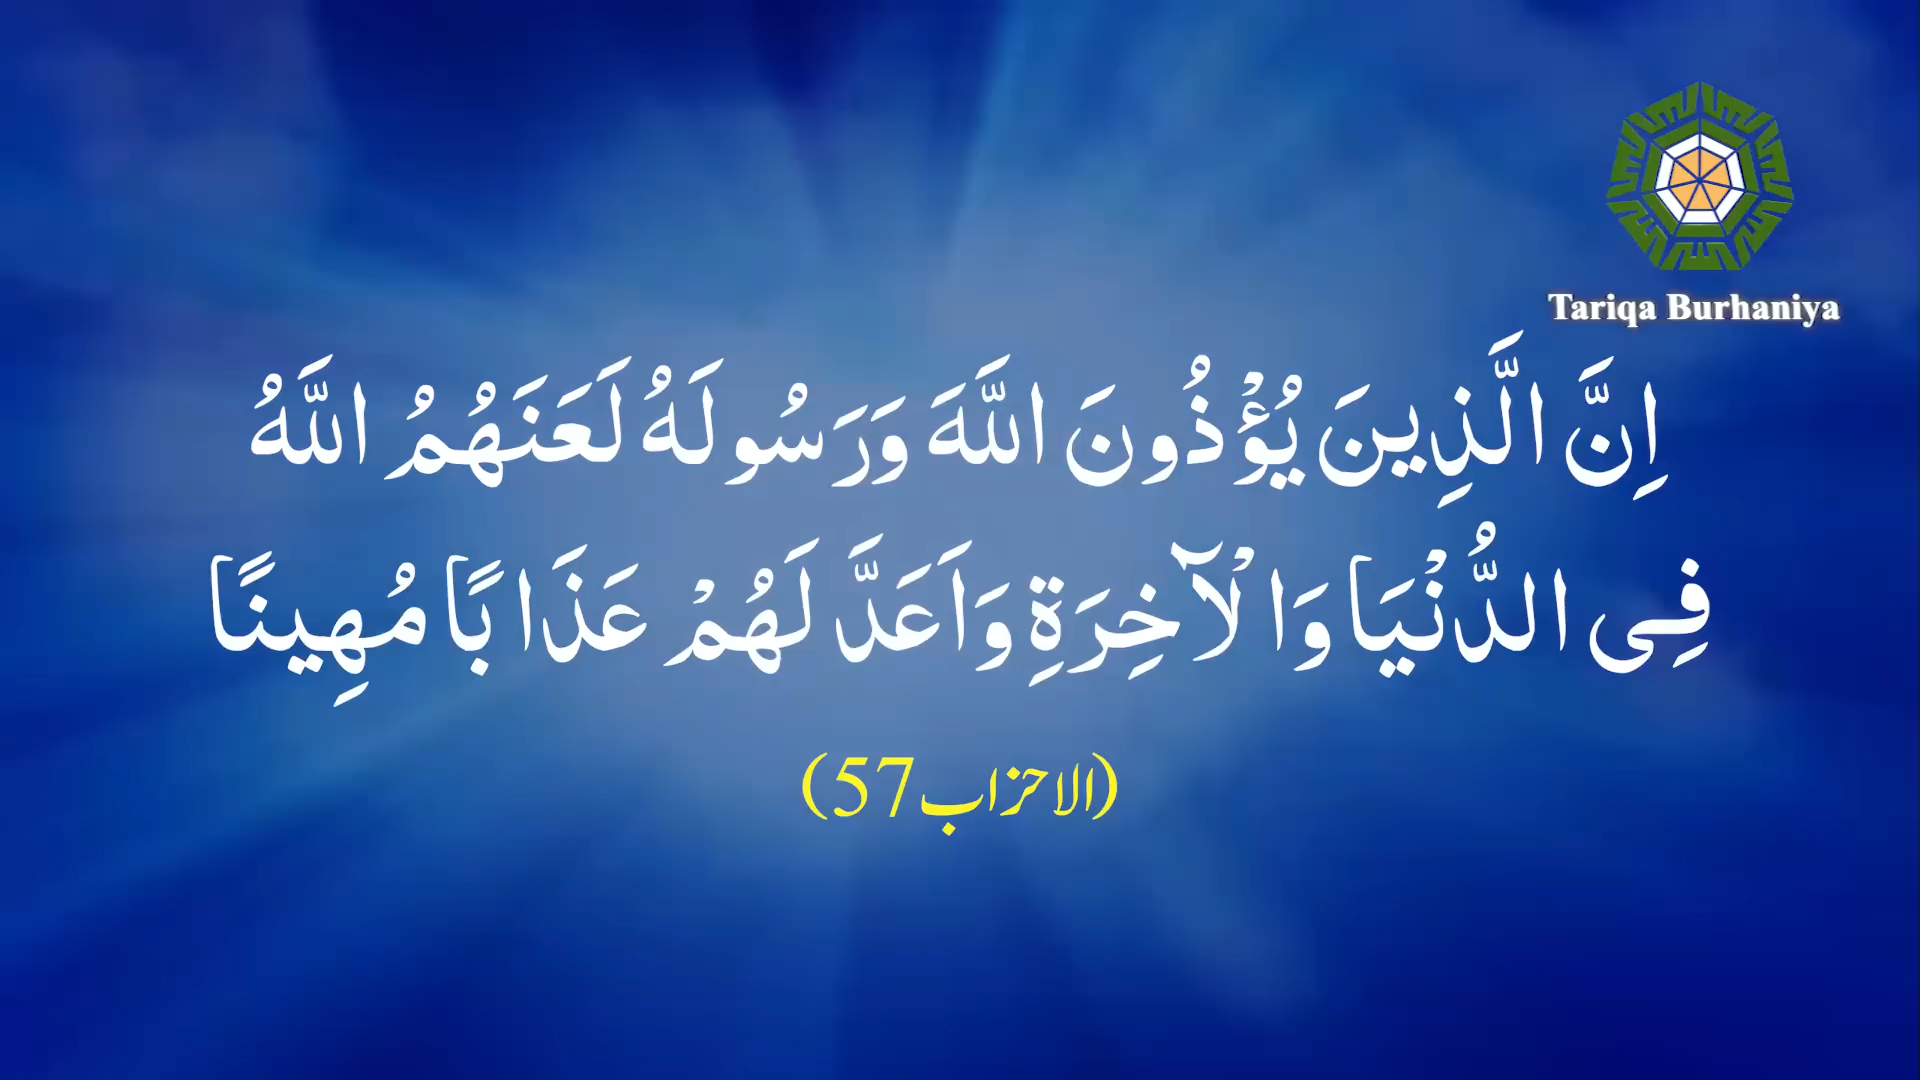 Tariqa Burhaniya
اِنَّ الَّذِينَ يُؤْذُونَ اللَّهَ وَرَسُولَهُ لَعَنَهُمُ اللَّهُ
فِى الدُّنْيَا وَالْآخِرَةِ وَاَعَدَّ لَهُمْ عَذَابًا مُهِينًا
(الاحزاب 57)